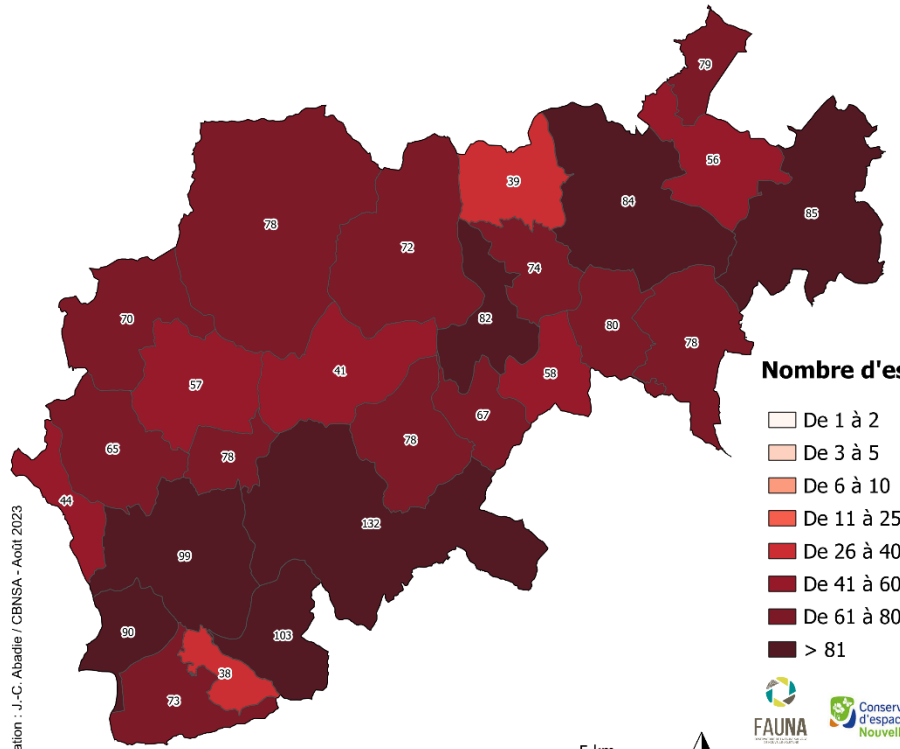 79
56
39
84
85
78
72
74
70
82
80
78
41
58
57
67
78
65
78
44
132
99
90
103
38
73
Nombre d'es
De 1 à 2
De 3 à 5
De 6 à 10
De 11 à 25
De 26 à 40
De 41 à 60
De 61 à 80
> 81
FAUNA
Conserv
d'espac
Nouvell
5 km
ation : J.-C. Abadie / CBNSA - Août 2023